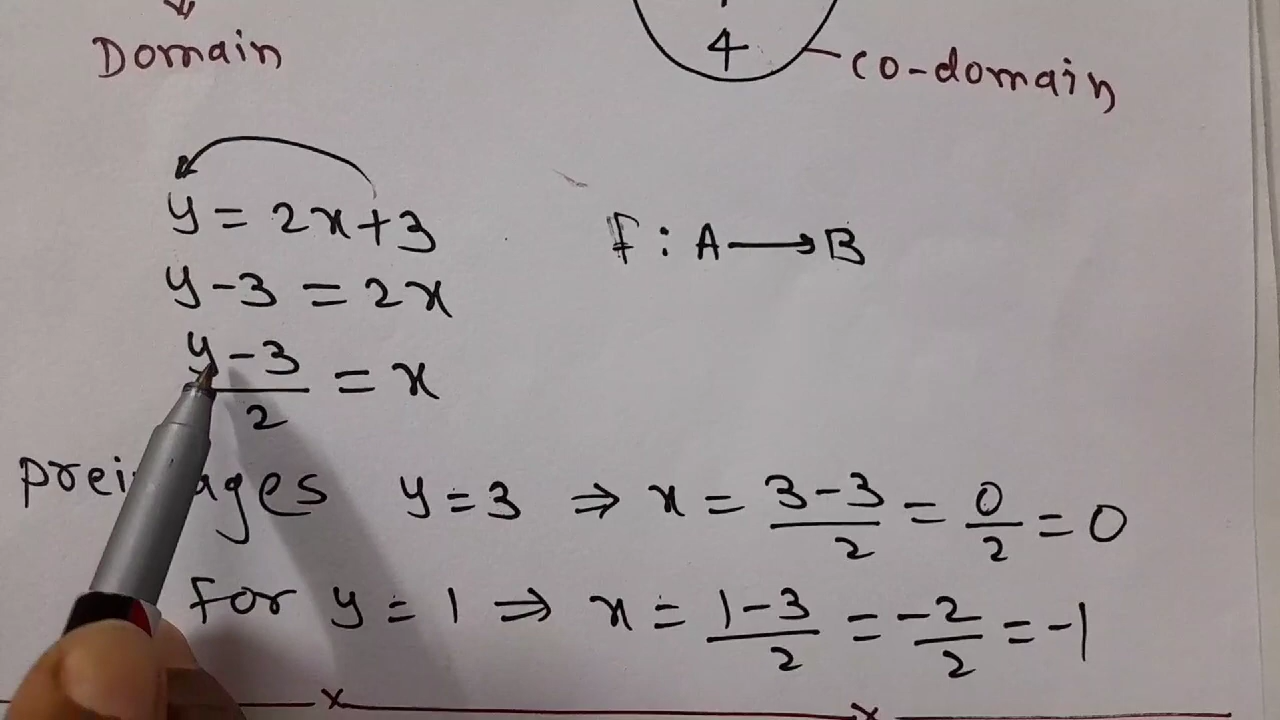 Domain
4
co-domain
y = 2x+3
F : A → B
y-3 = 2x
y-3/2 = x
y=3 ⇒ x = 3-3/2 = 0/2 = 0
For y = 1 ⇒ x = 1-3/2 = -2/2 = -1